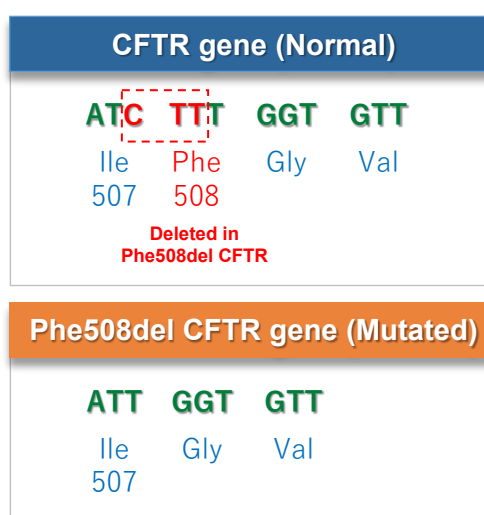 CFTR gene (Normal)
ATC TTT GGT GTT
Ile Phe Gly Val
507 508
Deleted in
Phe508del CFTR
Phe508del CFTR gene (Mutated)
ATT GGT GTT
Ile Gly Val
507